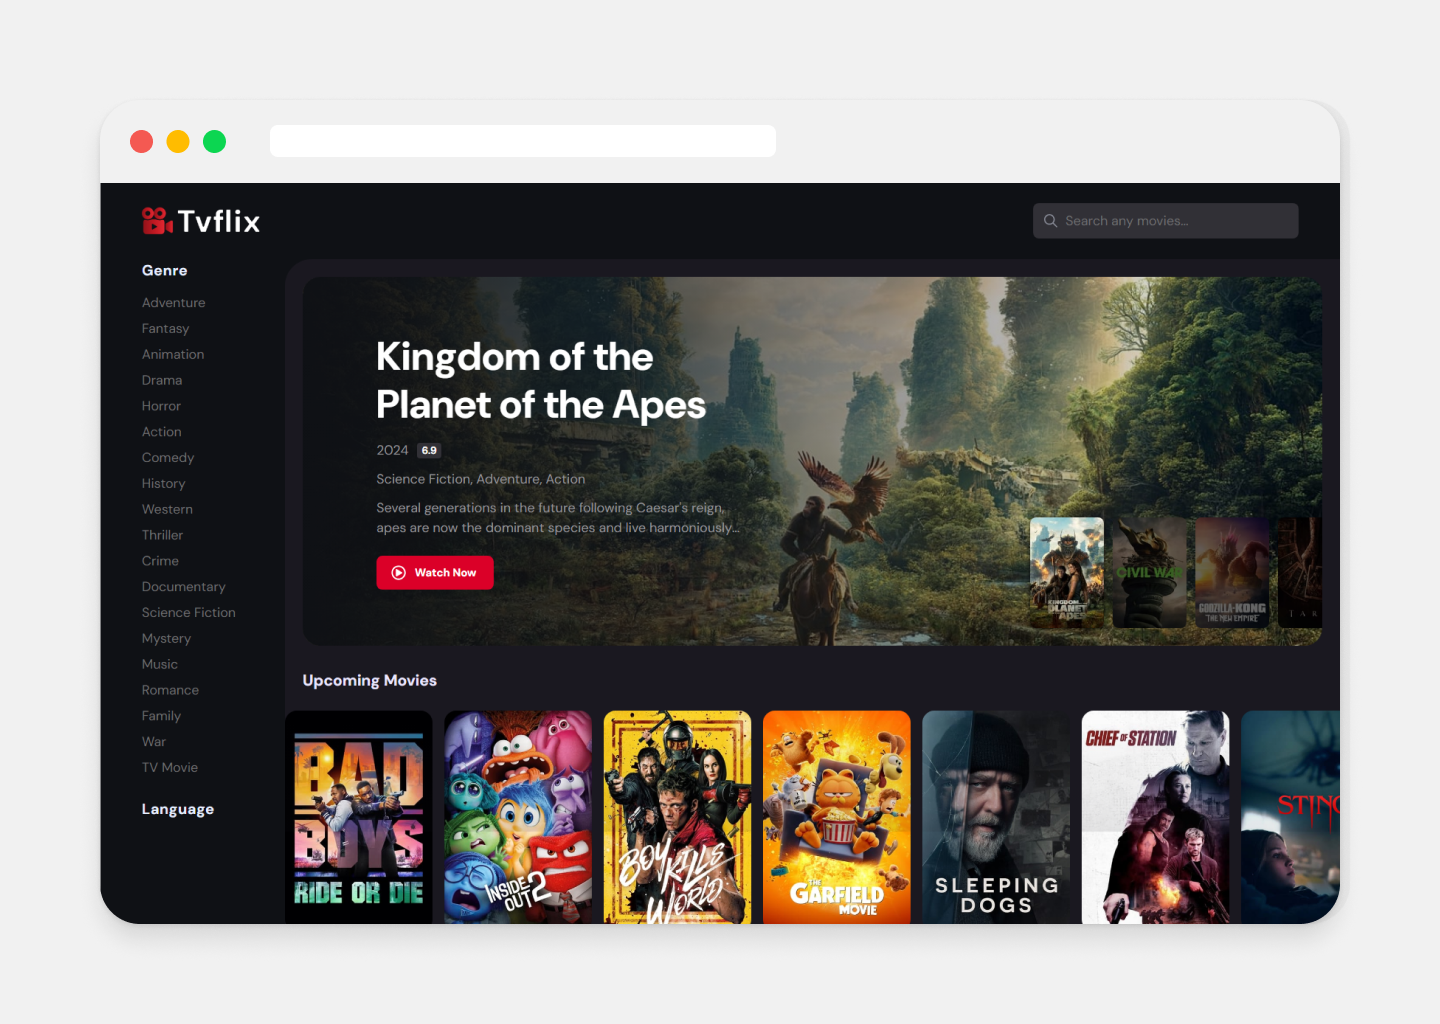 Tvflix
Search any movies...
Genre
Adventure
Fantasy
Animation
Drama
Horror
Action
Comedy
History
Western
Thriller
Crime
Documentary
Science Fiction
Mystery
Music
Romance
Family
War
TV Movie
Language
Kingdom of the
Planet of the Apes
2024 6.9
Science Fiction, Adventure, Action
Several generations in the future following Caesar's reign,
apes are now the dominant species and live harmoniously...
Watch Now
KINGDOM
PLANET
APES
CIVIL WAR
GODZILLA-KONG
THE NEW EMPIRE
TAR
Upcoming Movies
BAD
BOYS
RIDE OR DIE
INSIDE
OUT 2
BOY KILLS
WORLD
THE
GARFIELD
MOVIE
SLEEPING
DOGS
CHIEF OF STATION
STING